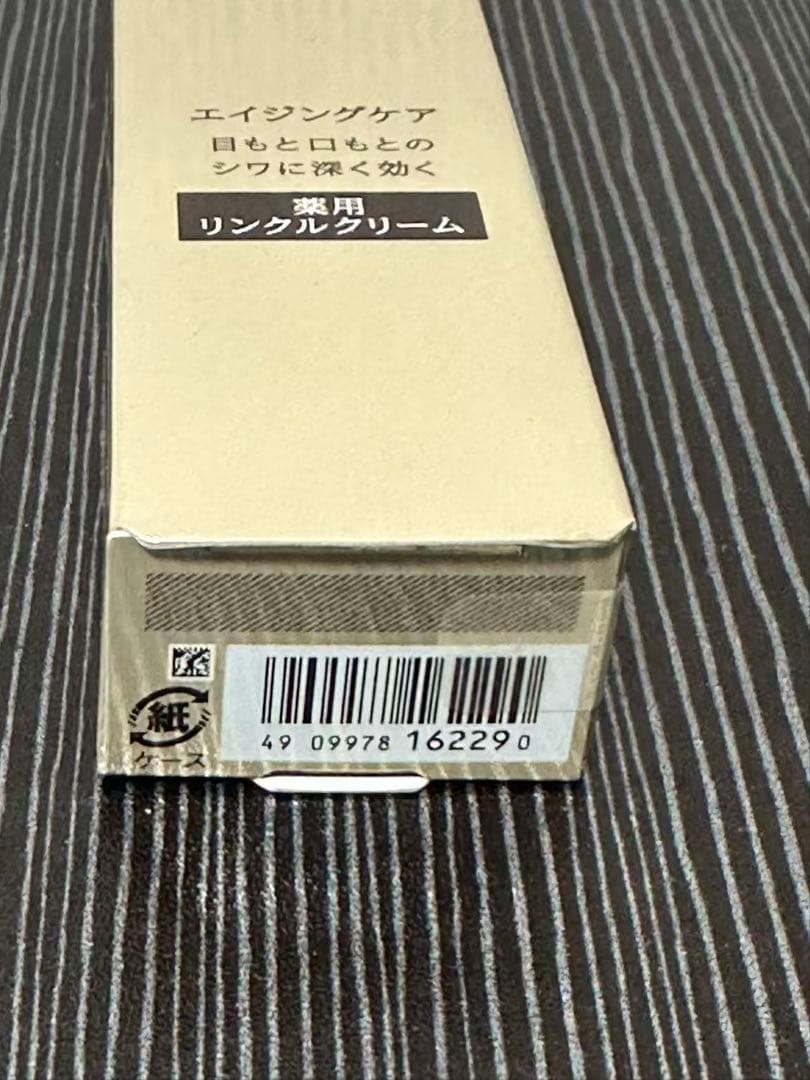 エイジングケア
目もと口もとの
シワに深く効く
薬用
リンクルクリーム
紙
ケース
49 09978 16229 0